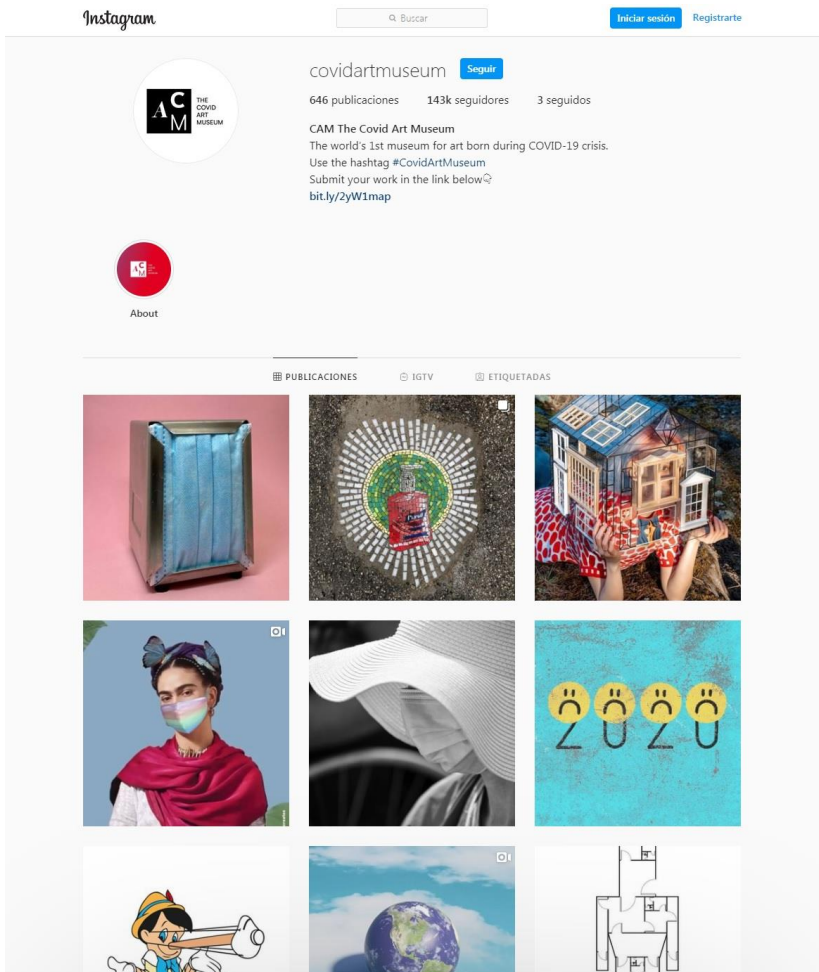 Instagram
Buscar
Iniciar sesión
Registrarte
AC
M
THE
COVID
ART
MUSEUM
covidartmuseum
Seguir
646 publicaciones 143k seguidores 3 seguidos
CAM The Covid Art Museum
The world's 1st museum for art born during COVID-19 crisis.
Use the hashtag #CovidArtMuseum
Submit your work in the link below
bit.ly/2yW1map
AC
M
About
PUBLICACIONES
IGTV
ETIQUETADAS
2020